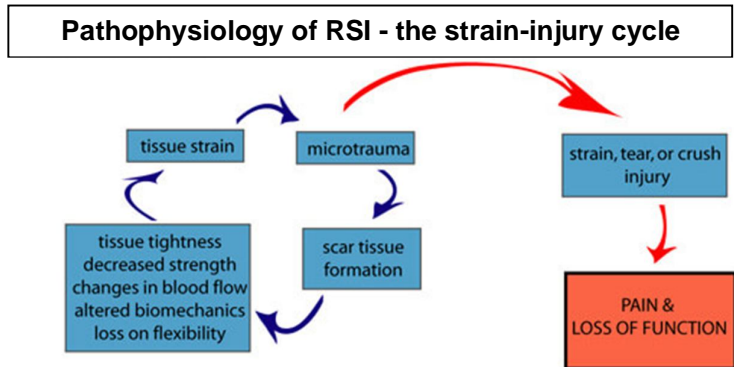 Pathophysiology of RSI - the strain-injury cycle
tissue strain
microtrauma
strain, tear, or crush
injury
tissue tightness
decreased strength
changes in blood flow
altered biomechanics
loss on flexibility
scar tissue
formation
PAIN &
LOSS OF FUNCTION